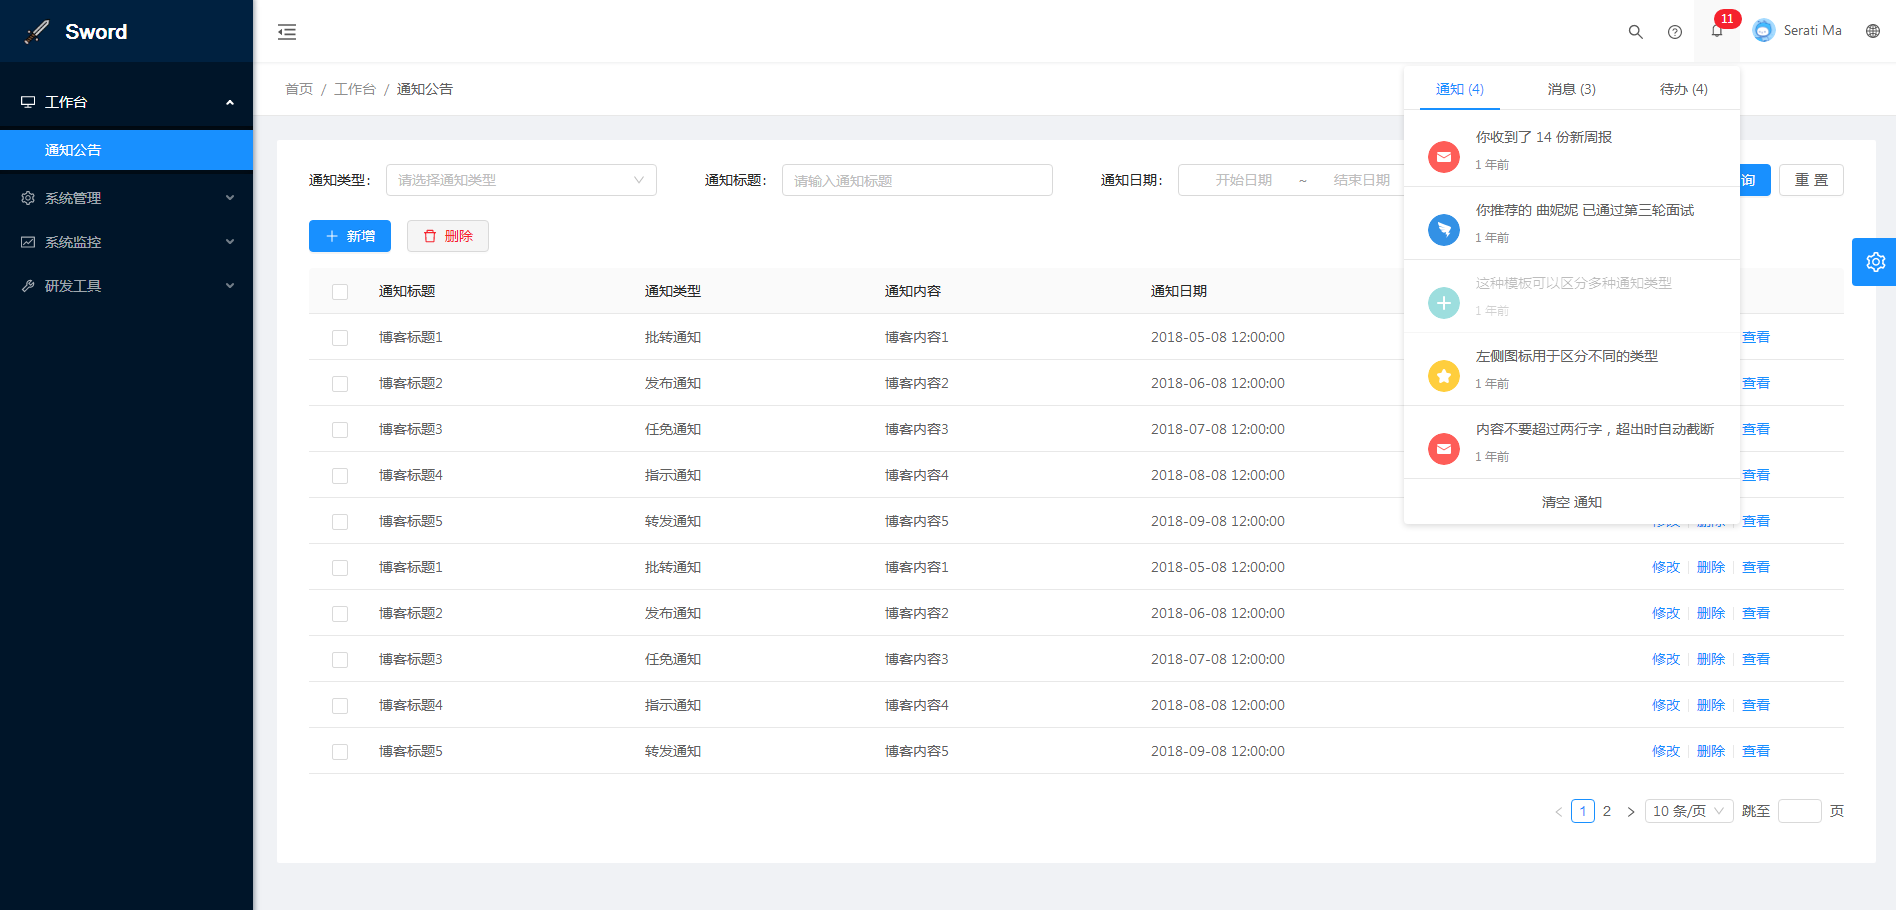 Sword
工作台
通知公告
系统管理
系统监控
研发工具
11
Serati Ma
首页 / 工作台 / 通知公告
通知类型: 请选择通知类型 通知标题: 请输入通知标题 通知日期: 开始日期 ~ 结束日期 询 重 置
新增 删除
通知标题 通知类型 通知内容 通知日期
博客标题1 批转通知 博客内容1 2018-05-08 12:00:00 查看
博客标题2 发布通知 博客内容2 2018-06-08 12:00:00 查看
博客标题3 任免通知 博客内容3 2018-07-08 12:00:00 查看
博客标题4 指示通知 博客内容4 2018-08-08 12:00:00 查看
博客标题5 转发通知 博客内容5 2018-09-08 12:00:00 修改 删除 查看
博客标题1 批转通知 博客内容1 2018-05-08 12:00:00 修改 删除 查看
博客标题2 发布通知 博客内容2 2018-06-08 12:00:00 修改 删除 查看
博客标题3 任免通知 博客内容3 2018-07-08 12:00:00 修改 删除 查看
博客标题4 指示通知 博客内容4 2018-08-08 12:00:00 修改 删除 查看
博客标题5 转发通知 博客内容5 2018-09-08 12:00:00 修改 删除 查看
1 2 10 条/页 跳至 页
通知 (4) 消息 (3) 待办 (4)
你收到了 14 份新周报
1 年前
你推荐的 曲妮妮 已通过第三轮面试
1 年前
这种模板可以区分多种通知类型
1 年前
左侧图标用于区分不同的类型
1 年前
内容不要超过两行字，超出时自动截断
1 年前
清空 通知